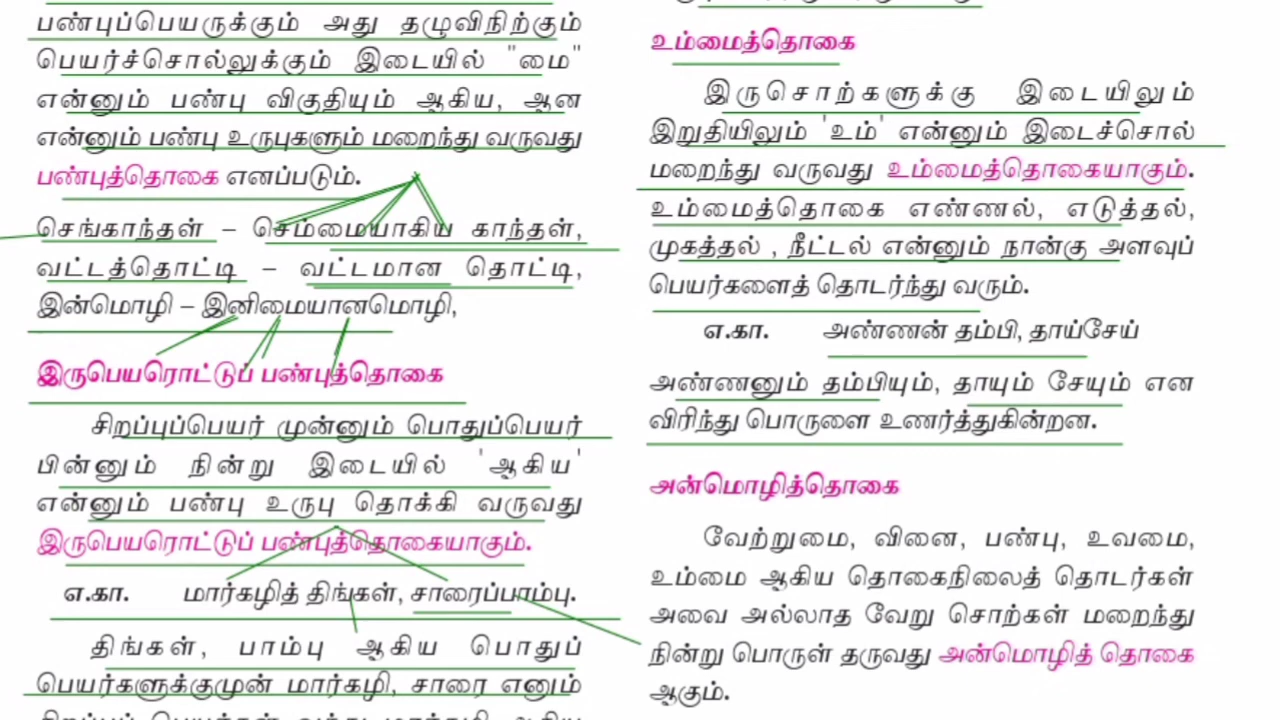 பண்புப்பெயருக்கும் அது தழுவிநிற்கும்
பெயர்ச்சொல்லுக்கும் இடையில் "மை"
என்னும் பண்பு விகுதியும் ஆகிய, ஆன
என்னும் பண்பு உருபுகளும் மறைந்து வருவது
பண்புத்தொகை எனப்படும்.
செங்காந்தள் – செம்மையாகிய காந்தள்,
வட்டத்தொட்டி – வட்டமான தொட்டி,
இன்மொழி – இனிமையானமொழி,
இருபெயரொட்டுப் பண்புத்தொகை
சிறப்புப்பெயர் முன்னும் பொதுப்பெயர்
பின்னும் நின்று இடையில் 'ஆகிய'
என்னும் பண்பு உருபு தொக்கி வருவது
இருபெயரொட்டுப் பண்புத்தொகையாகும்.
எ.கா. மார்கழித் திங்கள், சாரைப்பாம்பு.
திங்கள், பாம்பு ஆகிய பொதுப்
பெயர்களுக்குமுன் மார்கழி, சாரை எனும்
உம்மைத்தொகை
இருசொற்களுக்கு இடையிலும்
இறுதியிலும் 'உம்' என்னும் இடைச்சொல்
மறைந்து வருவது உம்மைத்தொகையாகும்.
உம்மைத்தொகை எண்ணல், எடுத்தல்,
முகத்தல் , நீட்டல் என்னும் நான்கு அளவுப்
பெயர்களைத் தொடர்ந்து வரும்.
எ.கா. அண்ணன் தம்பி, தாய்சேய்
அண்ணனும் தம்பியும், தாயும் சேயும் என
விரிந்து பொருளை உணர்த்துகின்றன.
அன்மொழித்தொகை
வேற்றுமை, வினை, பண்பு, உவமை,
உம்மை ஆகிய தொகைநிலைத் தொடர்கள்
அவை அல்லாத வேறு சொற்கள் மறைந்து
நின்று பொருள் தருவது அன்மொழித் தொகை
ஆகும்.